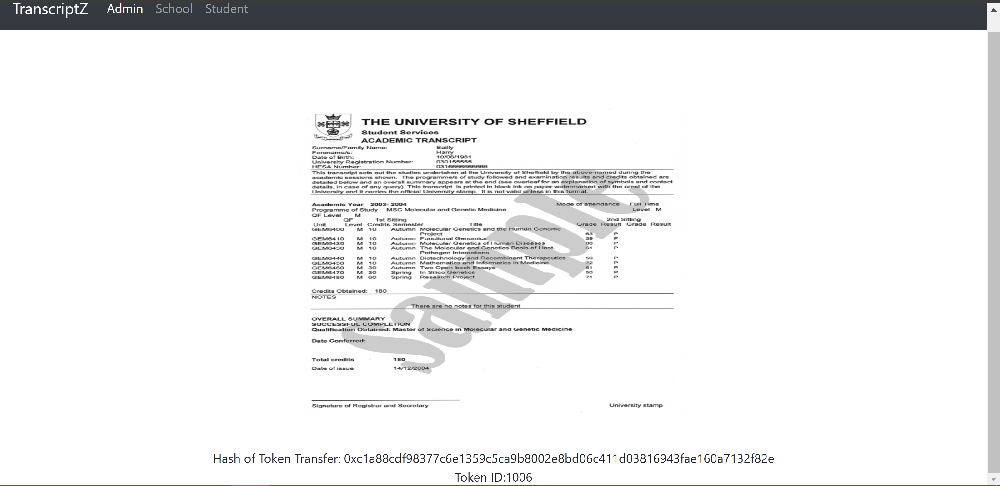 TranscriptZ Admin School Student
THE UNIVERSITY OF SHEFFIELD
Student Services
ACADEMIC TRANSCRIPT
Surname/Family Name: Bailly
Forename/s: Harry
Date of Birth: 10/06/1981
University Registration Number: 030155555
HESA Number: 0316666666666
This transcript sets out the studies undertaken at the University of Sheffield by the above-named during the
academic sessions shown. The programme/s of study followed and examination results and credits obtained are
detailed below and an overall summary appears at the end (see overleaf for an explanation of symbols and contact
details, in case of any query). This transcript is printed in black ink on paper watermarked with the crest of the
University and it carries the official University stamp. It is not valid unless in this format.
Academic Year 2003- 2004 Mode of attendance Full Time
Programme of Study MSC Molecular and Genetic Medicine Level M
QF Level M
QF 1st Sitting 2nd Sitting
Unit Level Credits Semester Title Grade Result Grade Result
GEM6400 M 10 Autumn Molecular Genetics and the Human Genome
Project 63 P
GEM6410 M 10 Autumn Functional Genomics 59 P
GEM6420 M 10 Autumn Molecular Genetics of Human Diseases 60 P
GEM6430 M 10 Autumn The Molecular and Genetics Basis of Host- 61 P
Pathogen Interactions
GEM6440 M 10 Autumn Biotechnology and Recombinant Therapeutics 50 P
GEM6450 M 10 Autumn Mathematics and Informatics in Medicine 72 P
GEM6460 M 30 Autumn Two Open-book Essays 61 P
GEM6470 M 30 Spring In Silico Genetics 50 P
GEM6480 M 60 Spring Research Project 71 P
Credits Obtained: 180
NOTES
There are no notes for this student
OVERALL SUMMARY
SUCCESSFUL COMPLETION
Qualification Obtained: Master of Science in Molecular and Genetic Medicine
Date Conferred:
Total credits 180
Date of issue 14/12/2004
Signature of Registrar and Secretary University stamp
Sample
Hash of Token Transfer: 0xc1a88cdf98377c6e1359c5ca9b8002e8bd06c411d03816943fae160a7132f82e
Token ID:1006